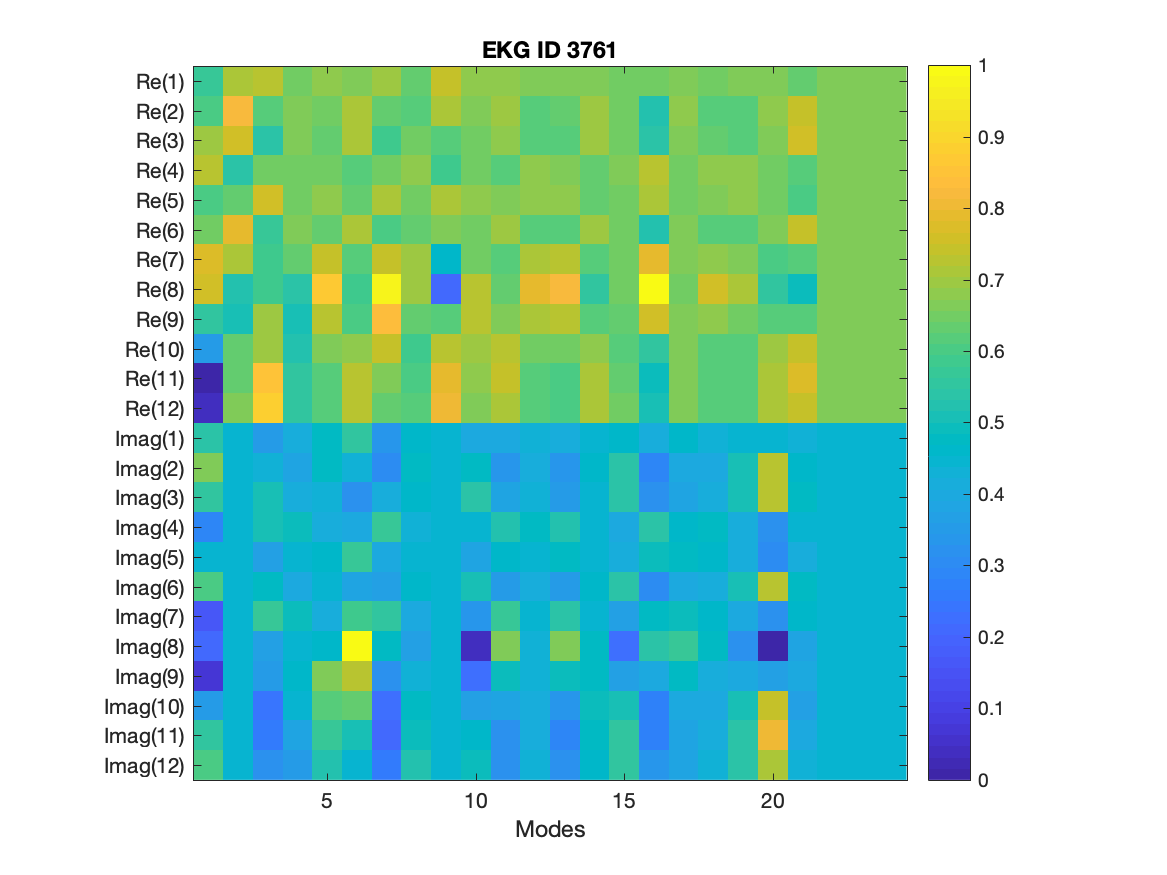 EKG ID 3761
Re(1)
Re(2)
Re(3)
Re(4)
Re(5)
Re(6)
Re(7)
Re(8)
Re(9)
Re(10)
Re(11)
Re(12)
Imag(1)
Imag(2)
Imag(3)
Imag(4)
Imag(5)
Imag(6)
Imag(7)
Imag(8)
Imag(9)
Imag(10)
Imag(11)
Imag(12)
5 10 15 20
Modes
1
0.9
0.8
0.7
0.6
0.5
0.4
0.3
0.2
0.1
0